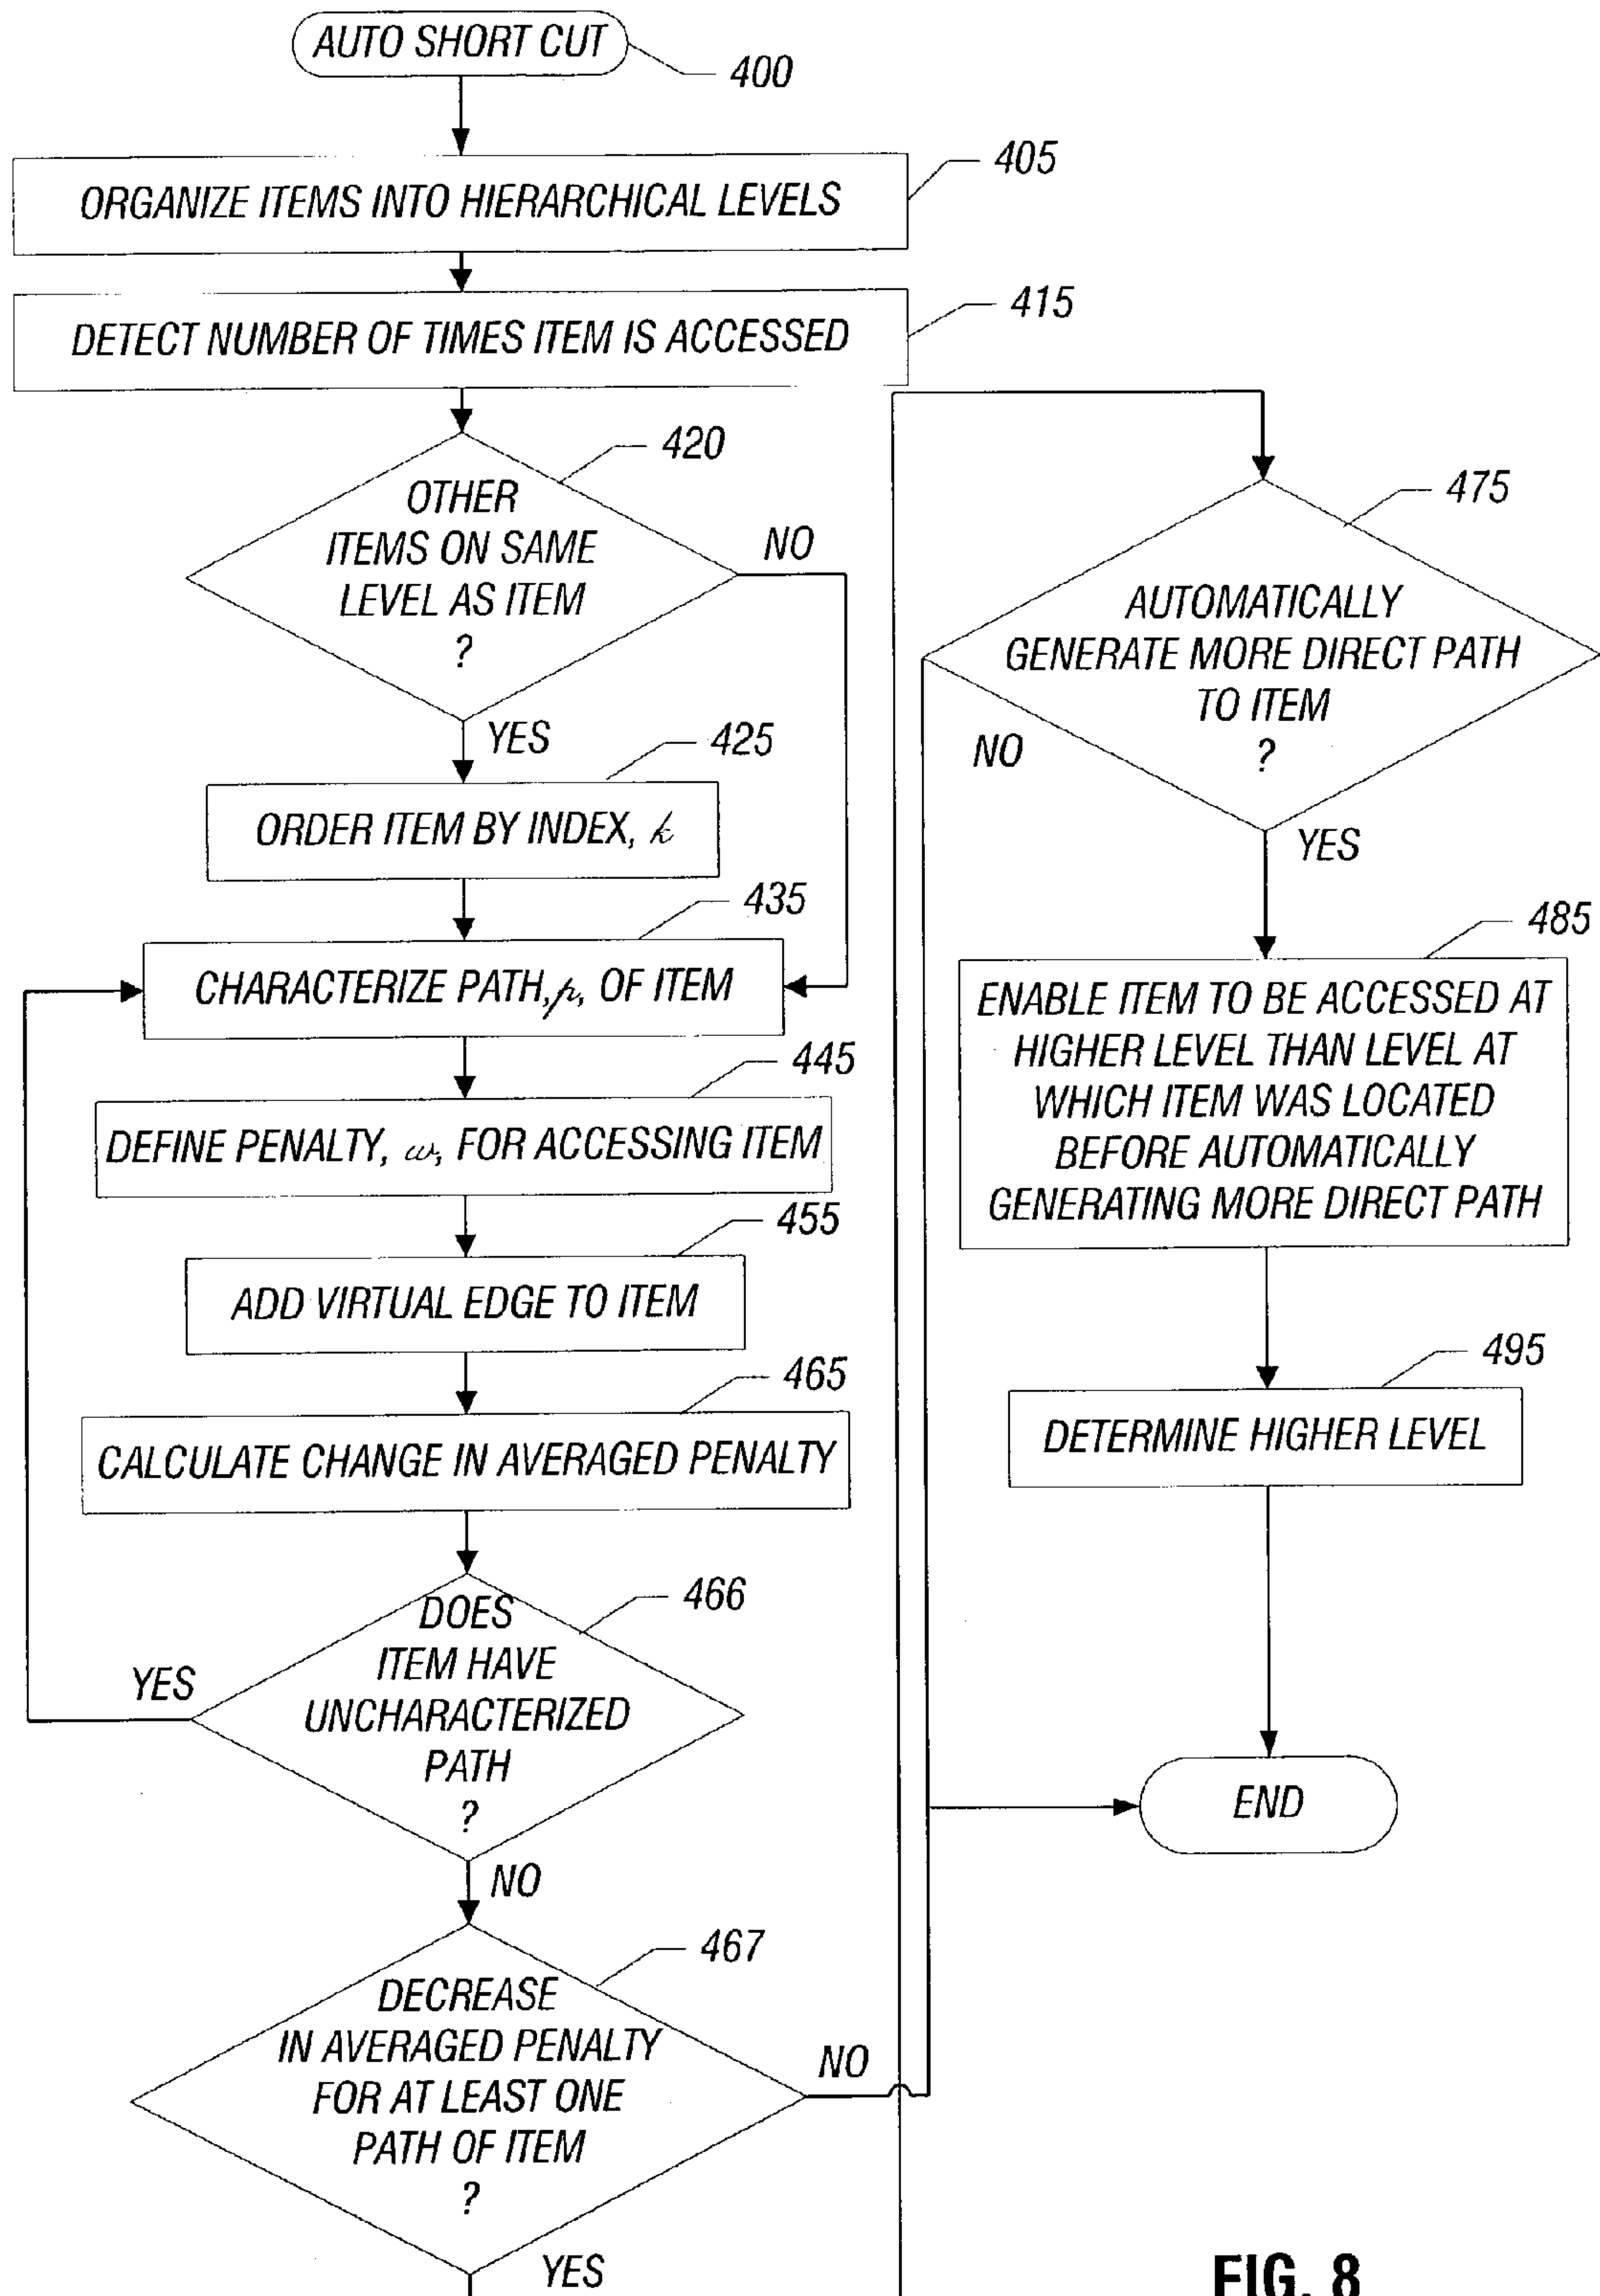 AUTO SHORT CUT
400
ORGANIZE ITEMS INTO HIERARCHICAL LEVELS
405
DETECT NUMBER OF TIMES ITEM IS ACCESSED
415
OTHER
ITEMS ON SAME
LEVEL AS ITEM
?
420
NO
YES
ORDER ITEM BY INDEX, k
425
CHARACTERIZE PATH, p, OF ITEM
435
DEFINE PENALTY, ω, FOR ACCESSING ITEM
445
ADD VIRTUAL EDGE TO ITEM
455
CALCULATE CHANGE IN AVERAGED PENALTY
465
DOES
ITEM HAVE
UNCHARACTERIZED
PATH
?
466
YES
NO
DECREASE
IN AVERAGED PENALTY
FOR AT LEAST ONE
PATH OF ITEM
?
467
NO
YES
AUTOMATICALLY
GENERATE MORE DIRECT PATH
TO ITEM
?
475
NO
YES
ENABLE ITEM TO BE ACCESSED AT
HIGHER LEVEL THAN LEVEL AT
WHICH ITEM WAS LOCATED
BEFORE AUTOMATICALLY
GENERATING MORE DIRECT PATH
485
DETERMINE HIGHER LEVEL
495
END
FIG. 8